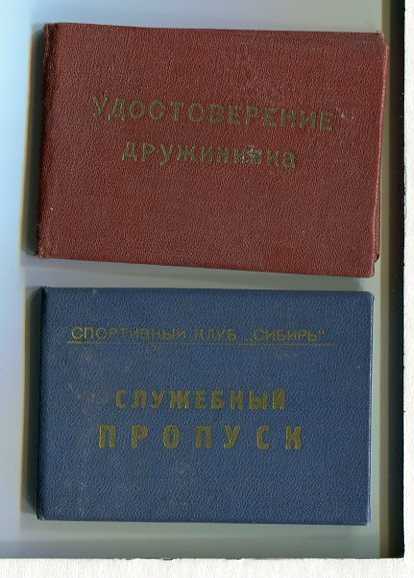 УДОСТОВЕРЕНИЕ
дружинника
СПОРТИВНЫЙ КЛУБ „СИБИРЬ"
СЛУЖЕБНЫЙ
ПРОПУСК